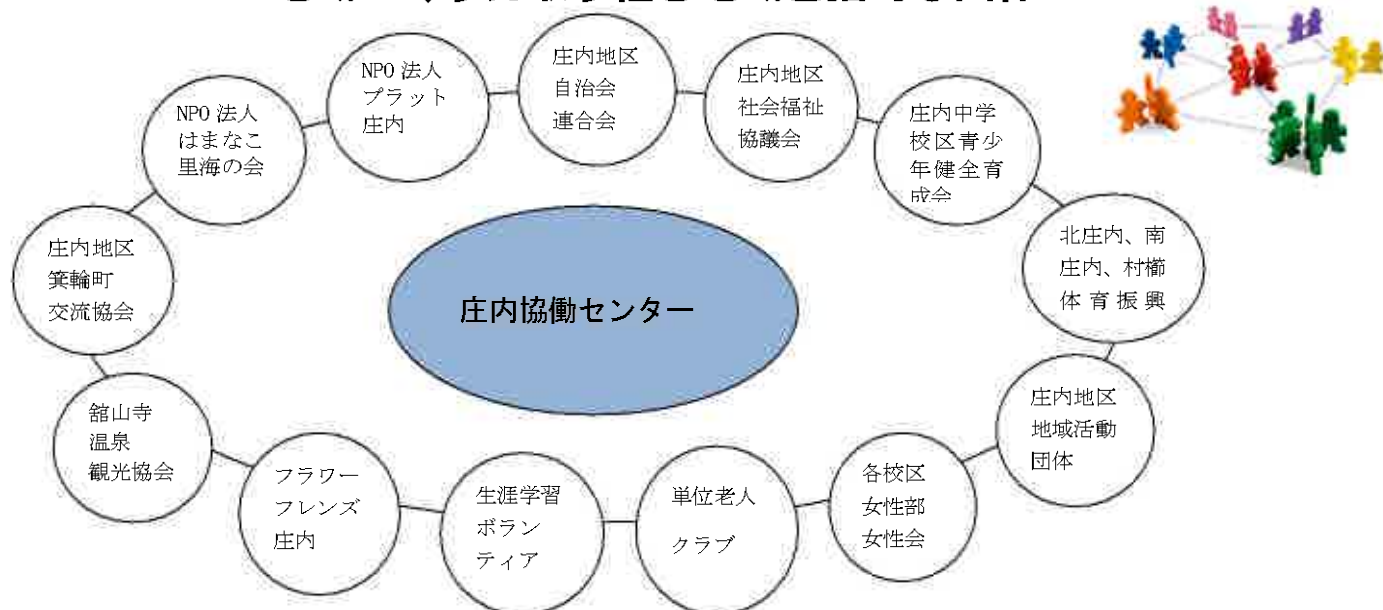 庄内地区
自治会
連合会
庄内地区
社会福祉
協議会
庄内中学
校区青少
年健全育
成会
北庄内、南
庄内、村櫛
体育振興
庄内地区
地域活動
団体
各校区
女性部
女性会
単位老人
クラブ
生涯学習
ボラン
ティア
フラワー
フレンズ
庄内
舘山寺
温泉
観光協会
庄内地区
箕輪町
交流協会
NPO 法人
はまなこ
里海の会
NPO 法人
プラット
庄内
庄内協働センター